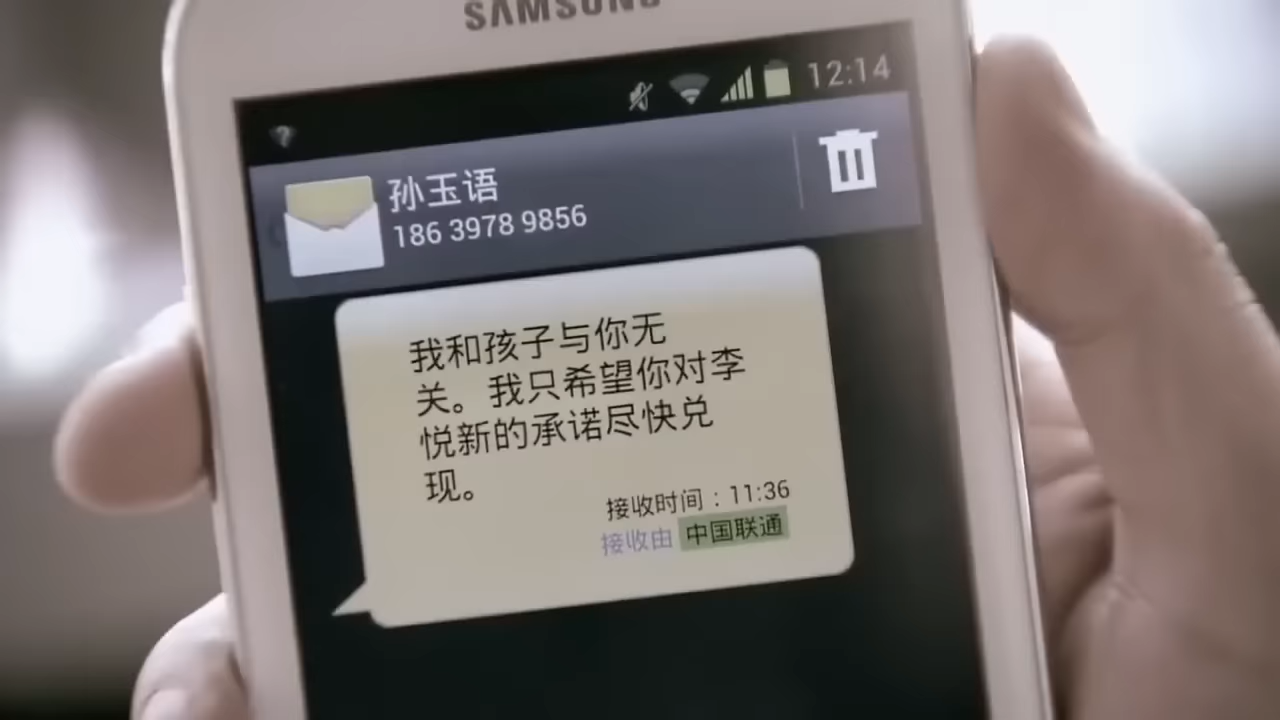 SAMSUNG
12:14
孙玉语
186 3978 9856
我和孩子与你无
关。我只希望你对李
悦新的承诺尽快兑
现。
接收时间：11:36
接收由 中国联通